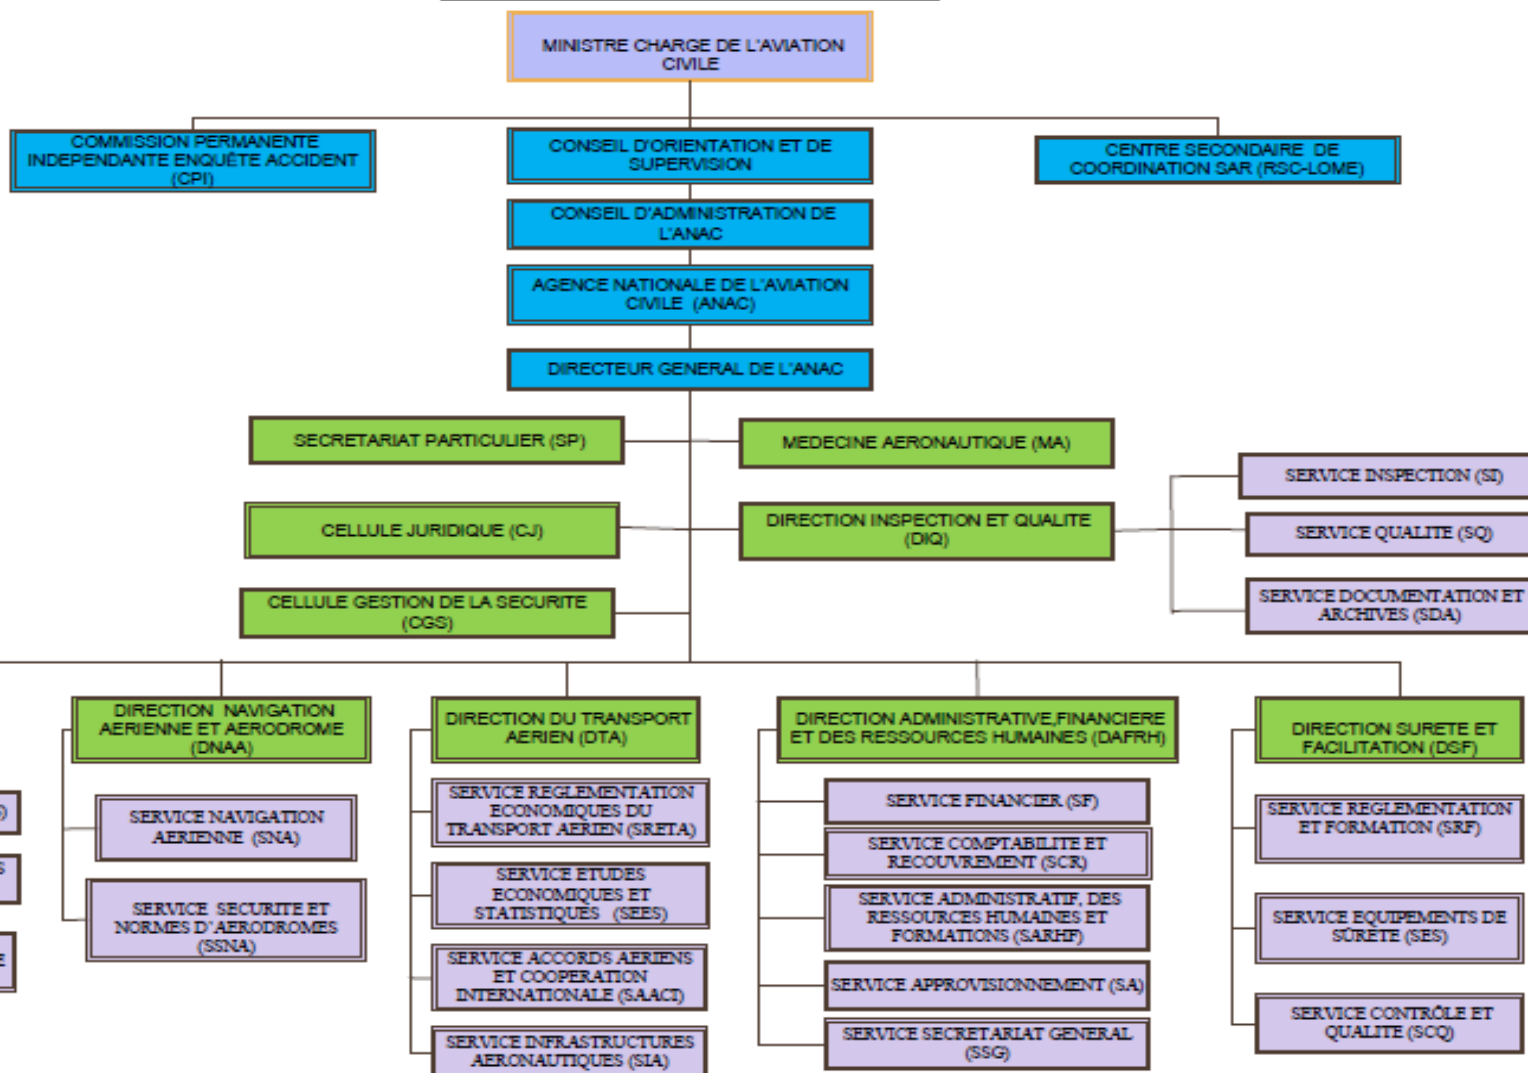 MINISTRE CHARGE DE L'AVIATION
CIVILE
COMMISSION PERMANENTE
INDEPENDANTE ENQUÊTE ACCIDENT
(CPI)
CONSEIL D'ORIENTATION ET DE
SUPERVISION
CENTRE SECONDAIRE DE
COORDINATION SAR (RSC-LOME)
CONSEIL D'ADMINISTRATION DE
L'ANAC
AGENCE NATIONALE DE L'AVIATION
CIVILE (ANAC)
DIRECTEUR GENERAL DE L'ANAC
SECRETARIAT PARTICULIER (SP)
MEDECINE AERONAUTIQUE (MA)
SERVICE INSPECTION (SI)
CELLULE JURIDIQUE (CJ)
DIRECTION INSPECTION ET QUALITE
(DIQ)
SERVICE QUALITE (SQ)
CELLULE GESTION DE LA SECURITE
(CGS)
SERVICE DOCUMENTATION ET
ARCHIVES (SDA)
DIRECTION NAVIGATION
AERIENNE ET AERODROME
(DNAA)
SERVICE NAVIGATION
AERIENNE (SNA)
SERVICE SECURITE ET
NORMES D'AERODROMES
(SSNA)
DIRECTION DU TRANSPORT
AERIEN (DTA)
SERVICE REGLEMENTATION
ECONOMIQUES DU
TRANSPORT AERIEN (SRETA)
SERVICE ETUDES
ECONOMIQUES ET
STATISTIQUES (SEES)
SERVICE ACCORDS AERIENS
ET COOPERATION
INTERNATIONALE (SAACI)
SERVICE INFRASTRUCTURES
AERONAUTIQUES (SIA)
DIRECTION ADMINISTRATIVE,FINANCIERE
ET DES RESSOURCES HUMAINES (DAFRH)
SERVICE FINANCIER (SF)
SERVICE COMPTABILITE ET
RECOUVREMENT (SCR)
SERVICE ADMINISTRATIF, DES
RESSOURCES HUMAINES ET
FORMATIONS (SARHF)
SERVICE APPROVISIONNEMENT (SA)
SERVICE SECRETARIAT GENERAL
(SSG)
DIRECTION SURETE ET
FACILITATION (DSF)
SERVICE REGLEMENTATION
ET FORMATION (SRF)
SERVICE EQUIPEMENTS DE
SÛRÈTE (SES)
SERVICE CONTRÔLE ET
QUALITE (SCQ)